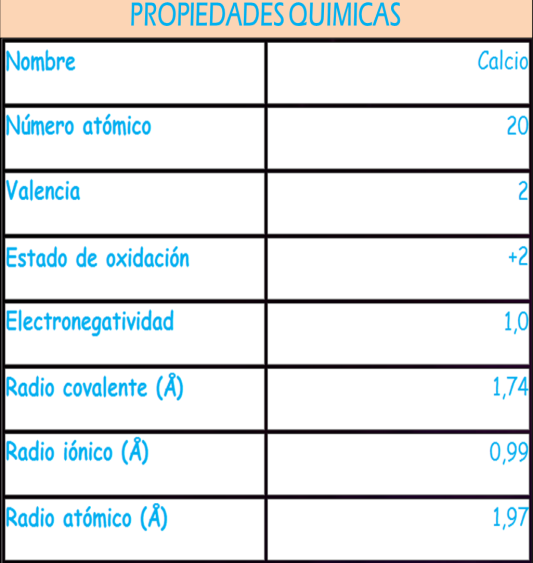 PROPIEDADES QUIMICAS
Nombre Calcio
Número atómico 20
Valencia 2
Estado de oxidación +2
Electronegatividad 1,0
Radio covalente (Å) 1,74
Radio iónico (Å) 0,99
Radio atómico (Å) 1,97